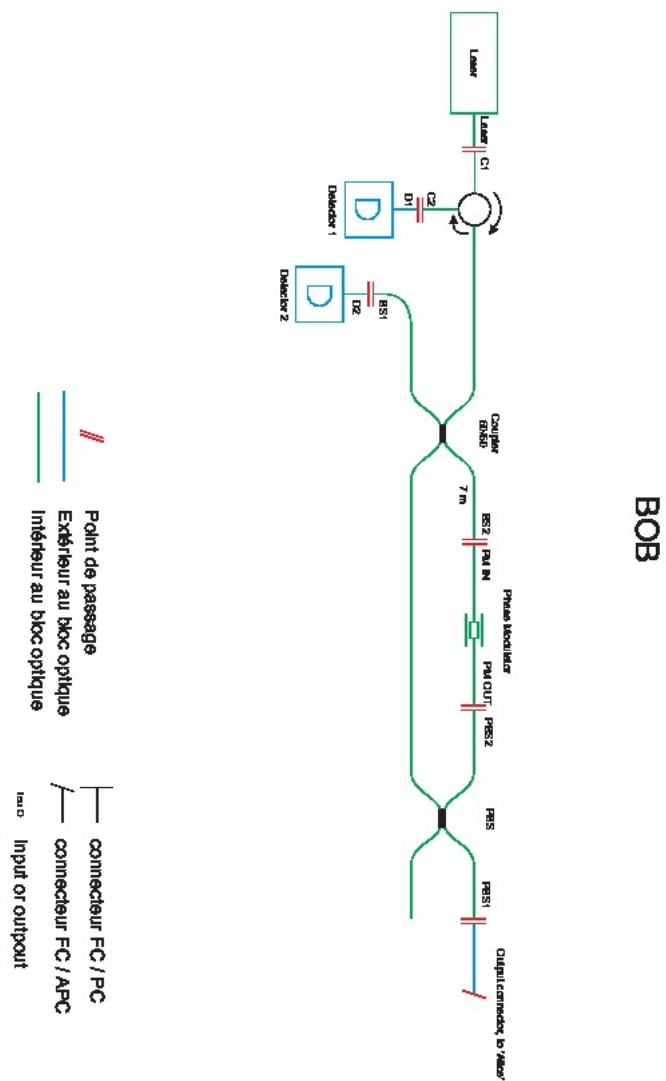 BOB
Laser
Laser
C1
C2
D1
D
Detector 1
BS1
D2
D
Detector 2
Coupler
50/50
7 m
BS2
PM IN
Phase Modulator
PM OUT
PBS2
PBS
PBS1
Output connector, to 'Alice'
Point de passage
Extérieur au bloc optique
Intérieur au bloc optique
connecteur FC / PC
connecteur FC / APC
Input or outpout